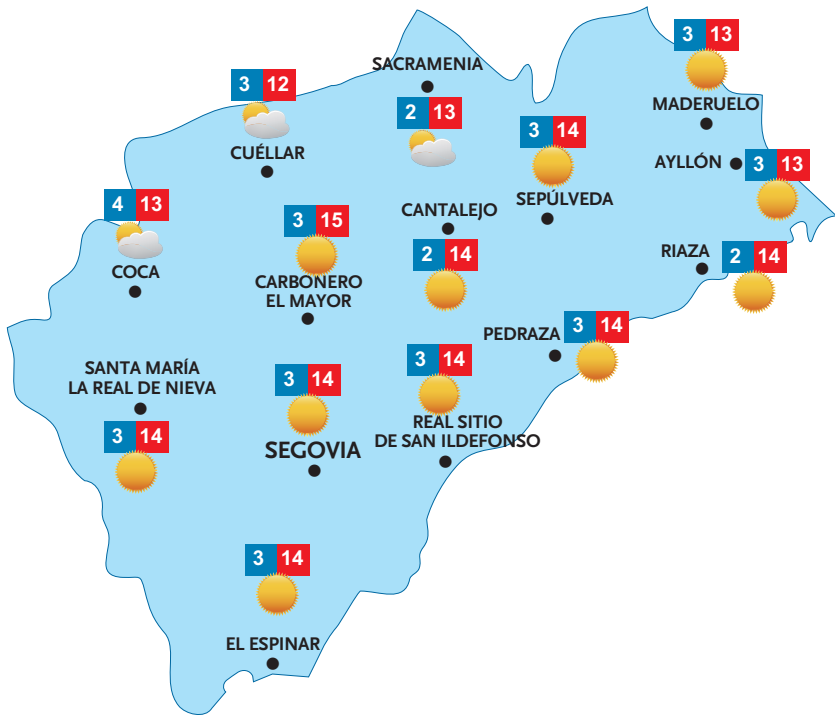 3 13
MADERUELO
SACRAMENIA
2 13
3 12
CUÉLLAR
3 14
SEPÚLVEDA
AYLLÓN
3 13
4 13
COCA
3 15
CARBONERO
EL MAYOR
CANTALEJO
2 14
RIAZA
2 14
PEDRAZA
3 14
SANTA MARÍA
LA REAL DE NIEVA
3 14
3 14
SEGOVIA
3 14
REAL SITIO
DE SAN ILDEFONSO
3 14
EL ESPINAR